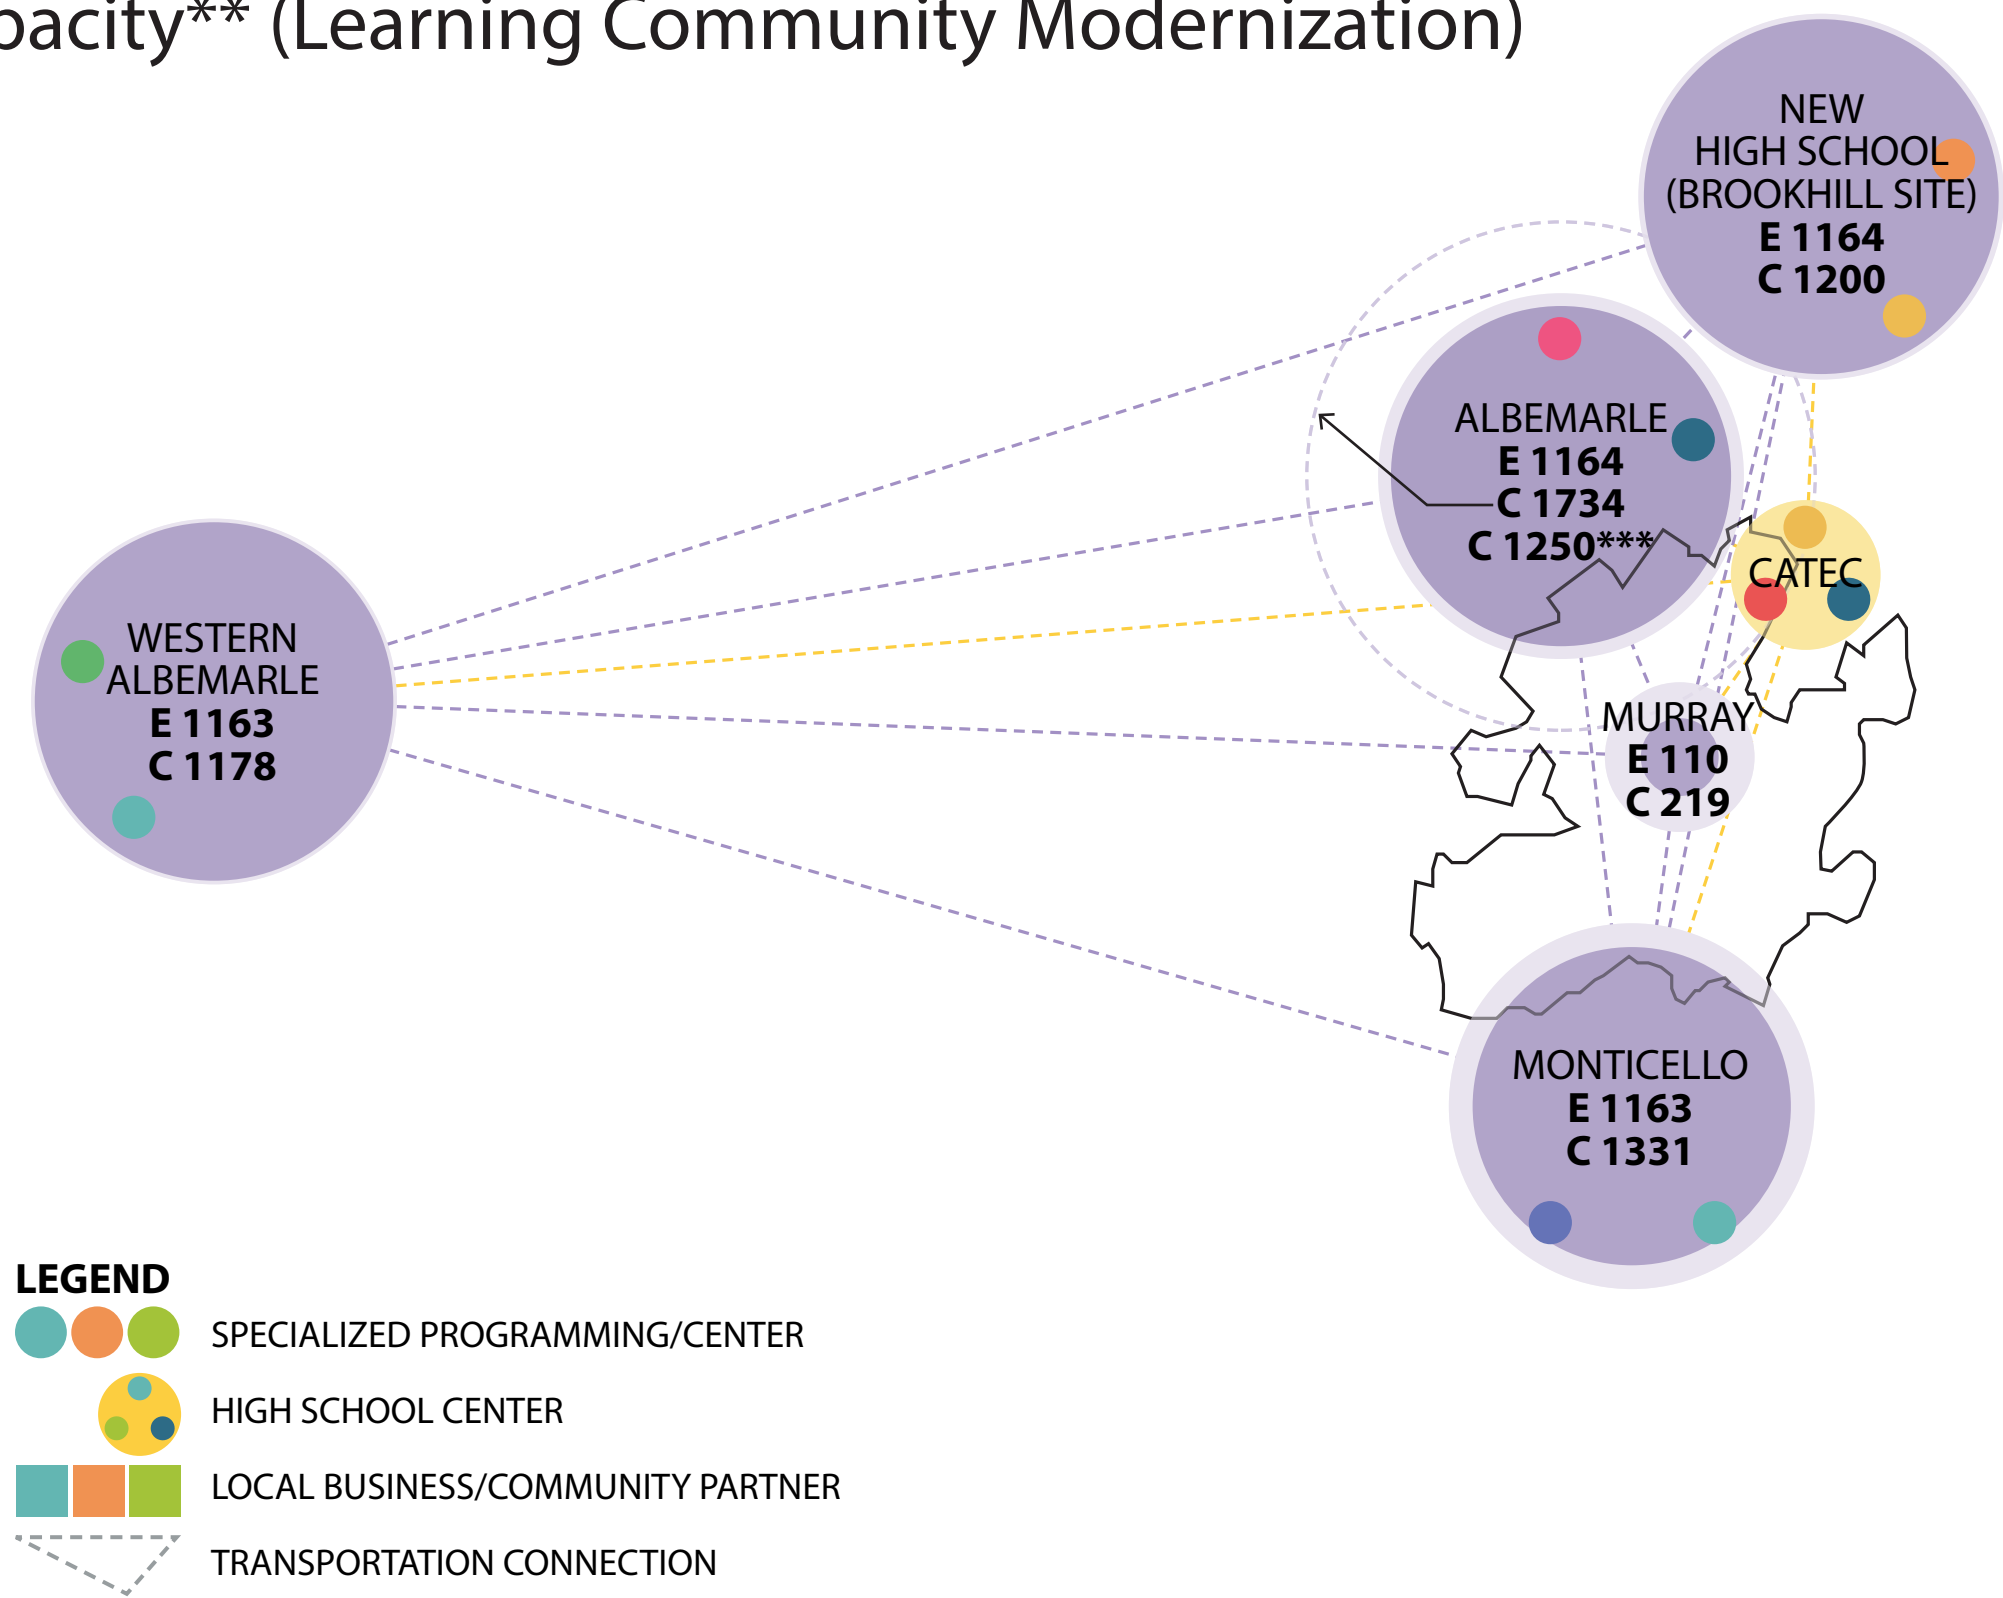 pacity** (Learning Community Modernization)
NEW
HIGH SCHOOL
(BROOKHILL SITE)
E 1164
C 1200
ALBEMARLE
E 1164
C 1734
C 1250***
CATEC
WESTERN
ALBEMARLE
E 1163
C 1178
MURRAY
E 110
C 219
MONTICELLO
E 1163
C 1331
LEGEND
SPECIALIZED PROGRAMMING/CENTER
HIGH SCHOOL CENTER
LOCAL BUSINESS/COMMUNITY PARTNER
TRANSPORTATION CONNECTION